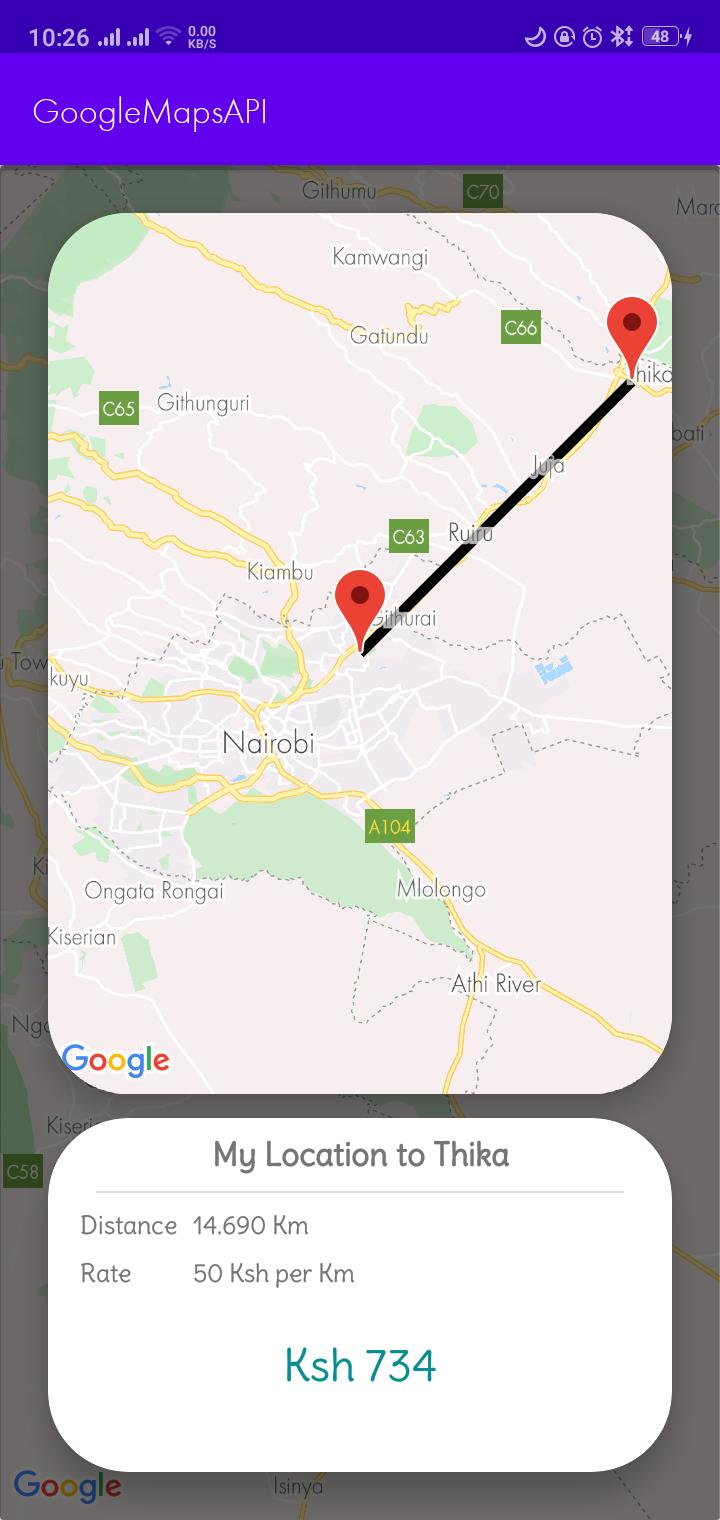 10:26 0.00 KB/S 48
GoogleMapsAPI
Githumu C70
Kamwangi
C66
Gatundu
Thika
C65 Githunguri
Juja
C63 Ruiru
Kiambu
Githurai
kuyu
Nairobi
A104
Ongata Rongai Mlolongo
Kiserian
Athi River
Google
My Location to Thika
C58
Distance 14.690 Km
Rate 50 Ksh per Km
Ksh 734
Google Isinya